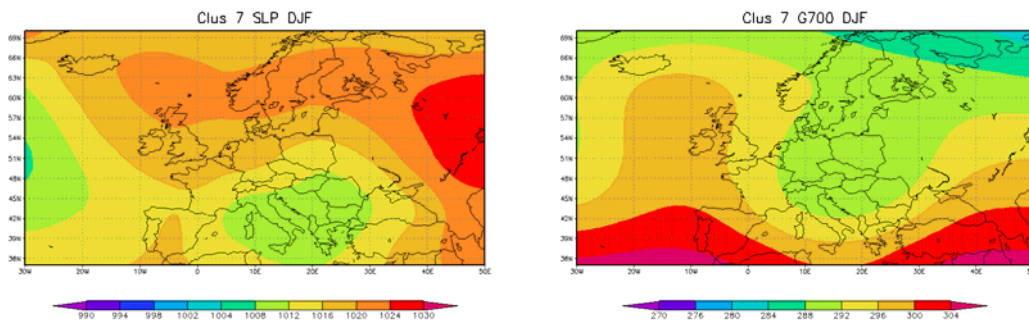 Clus 7 SLP DJF
69N
66N
63N
60N
57N
54N
51N
48N
45N
42N
39N
36N
30W 20W 10W 0 10E 20E 30E 40E 50E
990 994 998 1002 1004 1008 1012 1016 1020 1024 1030
Clus 7 G700 DJF
69N
66N
63N
60N
57N
54N
51N
48N
45N
42N
39N
36N
30W 20W 10W 0 10E 20E 30E 40E 50E
270 276 280 284 288 292 296 300 304